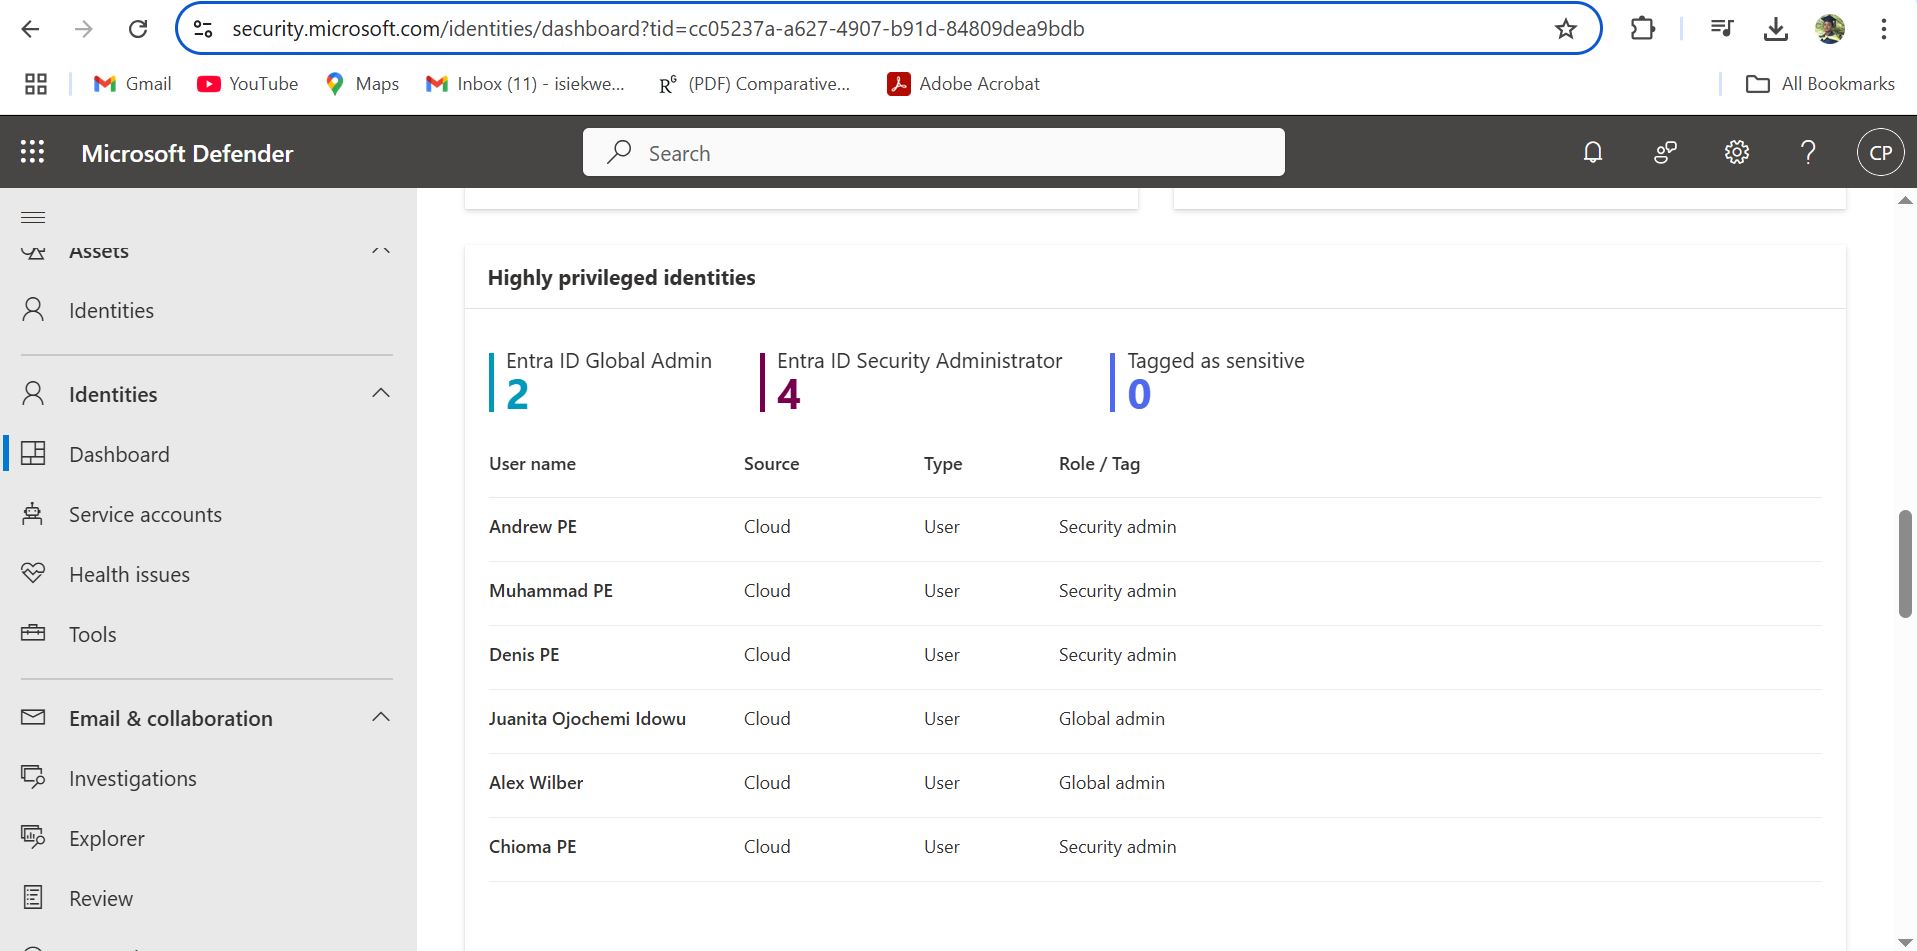 security.microsoft.com/identities/dashboard?tid=cc05237a-a627-4907-b91d-84809dea9bdb
Gmail
YouTube
Maps
Inbox (11) - isiekwe...
R^G (PDF) Comparative...
Adobe Acrobat
All Bookmarks
Microsoft Defender
Search
?
CP
Assets
Identities
Identities
Dashboard
Service accounts
Health issues
Tools
Email & collaboration
Investigations
Explorer
Review
Highly privileged identities
Entra ID Global Admin
2
Entra ID Security Administrator
4
Tagged as sensitive
0
User name Source Type Role / Tag
Andrew PE Cloud User Security admin
Muhammad PE Cloud User Security admin
Denis PE Cloud User Security admin
Juanita Ojochemi Idowu Cloud User Global admin
Alex Wilber Cloud User Global admin
Chioma PE Cloud User Security admin